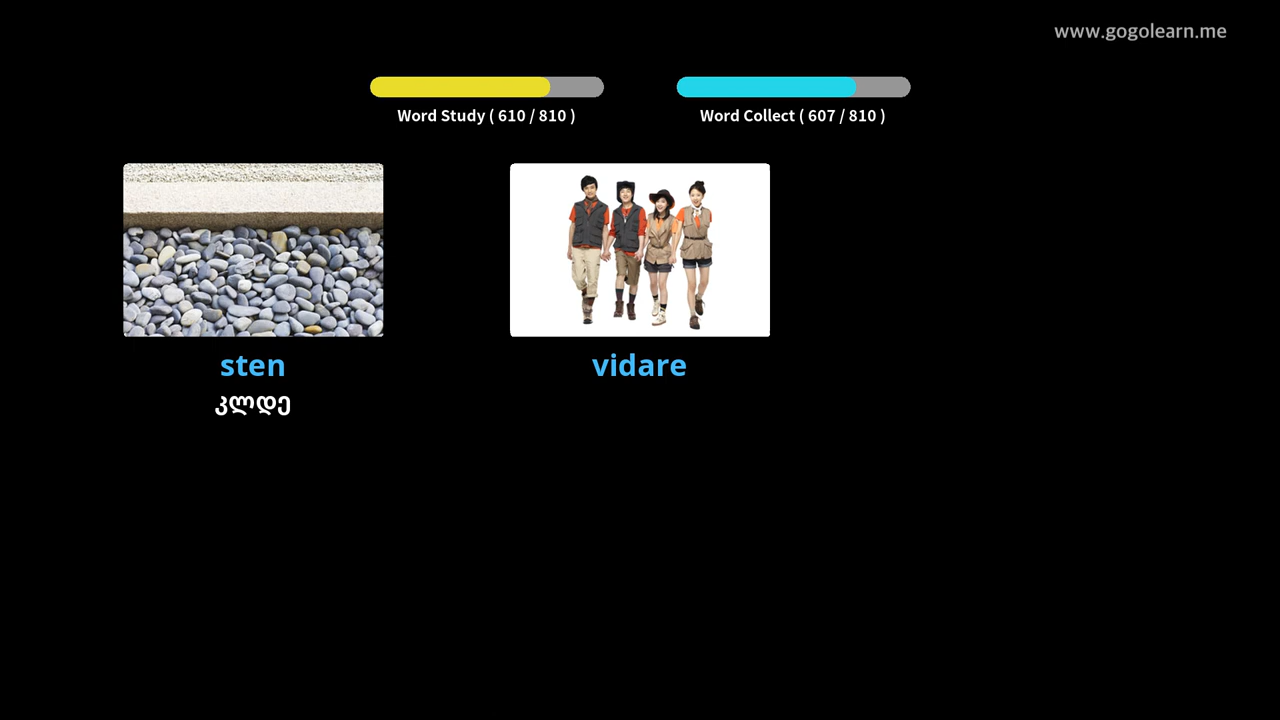 www.gogolearn.me
Word Study ( 610 / 810 )
Word Collect ( 607 / 810 )
sten
კლდე
vidare